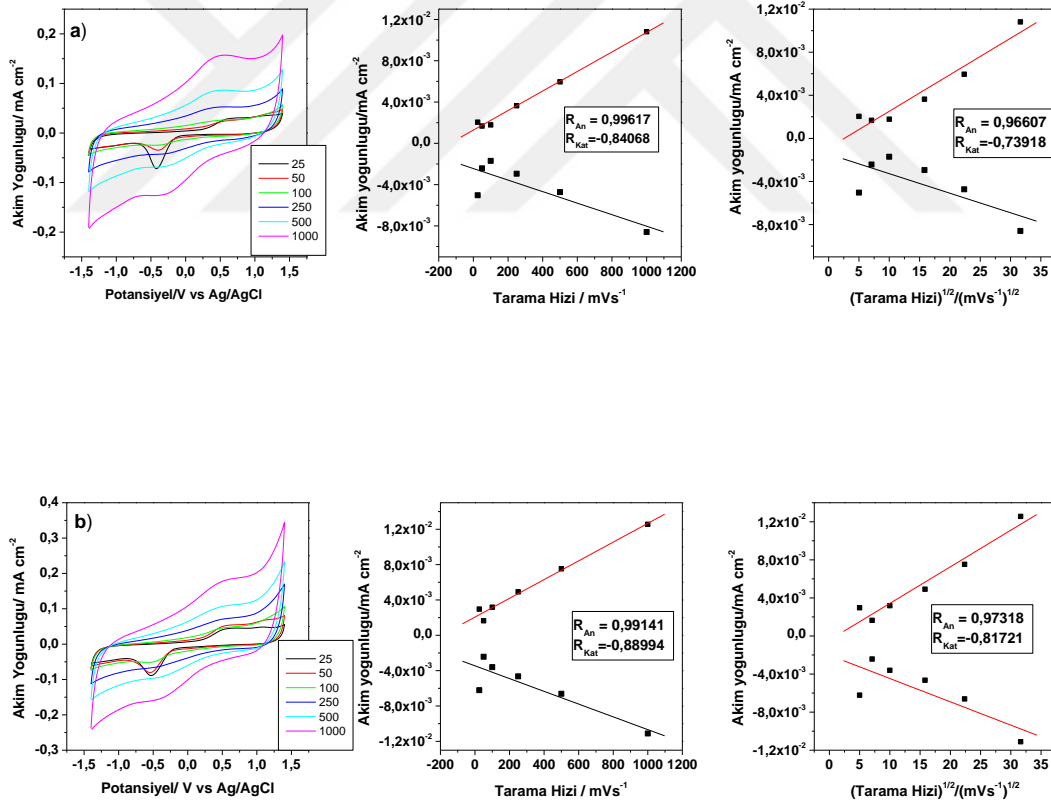 a)
Akim Yogunlugu/ mA cm-2
0,2
0,1
0,0
-0,1
-0,2
-1,5 -1,0 -0,5 0,0 0,5 1,0 1,5
Potansiyel/V vs Ag/AgCl
25
50
100
250
500
1000
Akim yogunlugu/mA cm-2
1,2x10-2
8,0x10-3
4,0x10-3
0,0
-4,0x10-3
-8,0x10-3
-200 0 200 400 600 800 1000 1200
Tarama Hizi / mVs-1
RAn = 0,99617
RKat=-0,84068
Akim yogunlugu/mA cm-2
1,2x10-2
8,0x10-3
4,0x10-3
0,0
-4,0x10-3
-8,0x10-3
0 5 10 15 20 25 30 35
(Tarama Hizi)1/2/(mVs-1)1/2
RAn = 0,96607
RKat=-0,73918
b)
Akim Yogunlugu/ mA cm-2
0,4
0,3
0,2
0,1
0,0
-0,1
-0,2
-0,3
-1,5 -1,0 -0,5 0,0 0,5 1,0 1,5
Potansiyel/ V vs Ag/AgCl
25
50
100
250
500
1000
Akim yogunlugu/mA cm-2
1,2x10-2
8,0x10-3
4,0x10-3
0,0
-4,0x10-3
-8,0x10-3
-1,2x10-2
-200 0 200 400 600 800 1000 1200
Tarama Hizi / mVs-1
RAn = 0,99141
RKat=-0,88994
Akim yogunlugu/mA cm-2
1,2x10-2
8,0x10-3
4,0x10-3
0,0
-4,0x10-3
-8,0x10-3
-1,2x10-2
0 5 10 15 20 25 30 35
(Tarama Hizi)1/2/(mVs-1)1/2
RAn = 0,97318
RKat=-0,81721